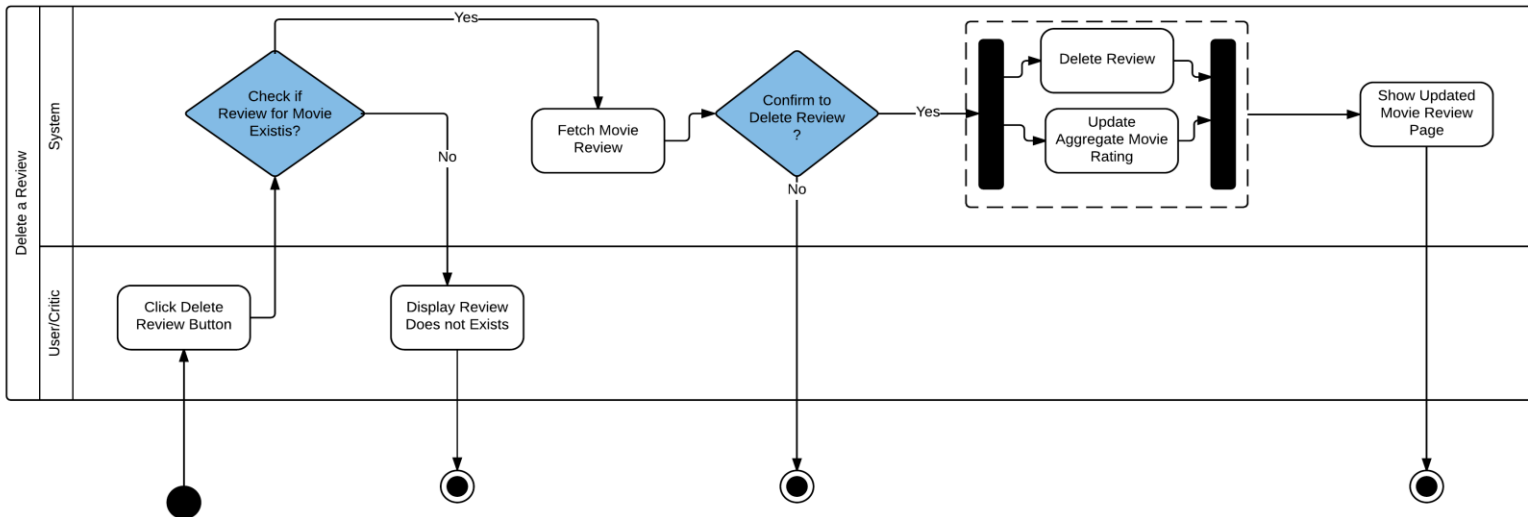 Delete a Review
System
User/Critic
Yes
Check if
Review for Movie
Existis?
No
Fetch Movie
Review
Confirm to
Delete Review
?
Yes
No
Delete Review
Update
Aggregate Movie
Rating
Show Updated
Movie Review
Page
Click Delete
Review Button
Display Review
Does not Exists